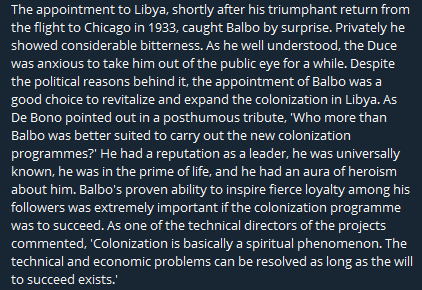 The appointment to Libya, shortly after his triumphant return from
the flight to Chicago in 1933, caught Balbo by surprise. Privately he
showed considerable bitterness. As he well understood, the Duce
was anxious to take him out of the public eye for a while. Despite
the political reasons behind it, the appointment of Balbo was a
good choice to revitalize and expand the colonization in Libya. As
De Bono pointed out in a posthumous tribute, 'Who more than
Balbo was better suited to carry out the new colonization
programmes?' He had a reputation as a leader, he was universally
known, he was in the prime of life, and he had an aura of heroism
about him. Balbo's proven ability to inspire fierce loyalty among his
followers was extremely important if the colonization programme
was to succeed. As one of the technical directors of the projects
commented, 'Colonization is basically a spiritual phenomenon. The
technical and economic problems can be resolved as long as the will
to succeed exists.'